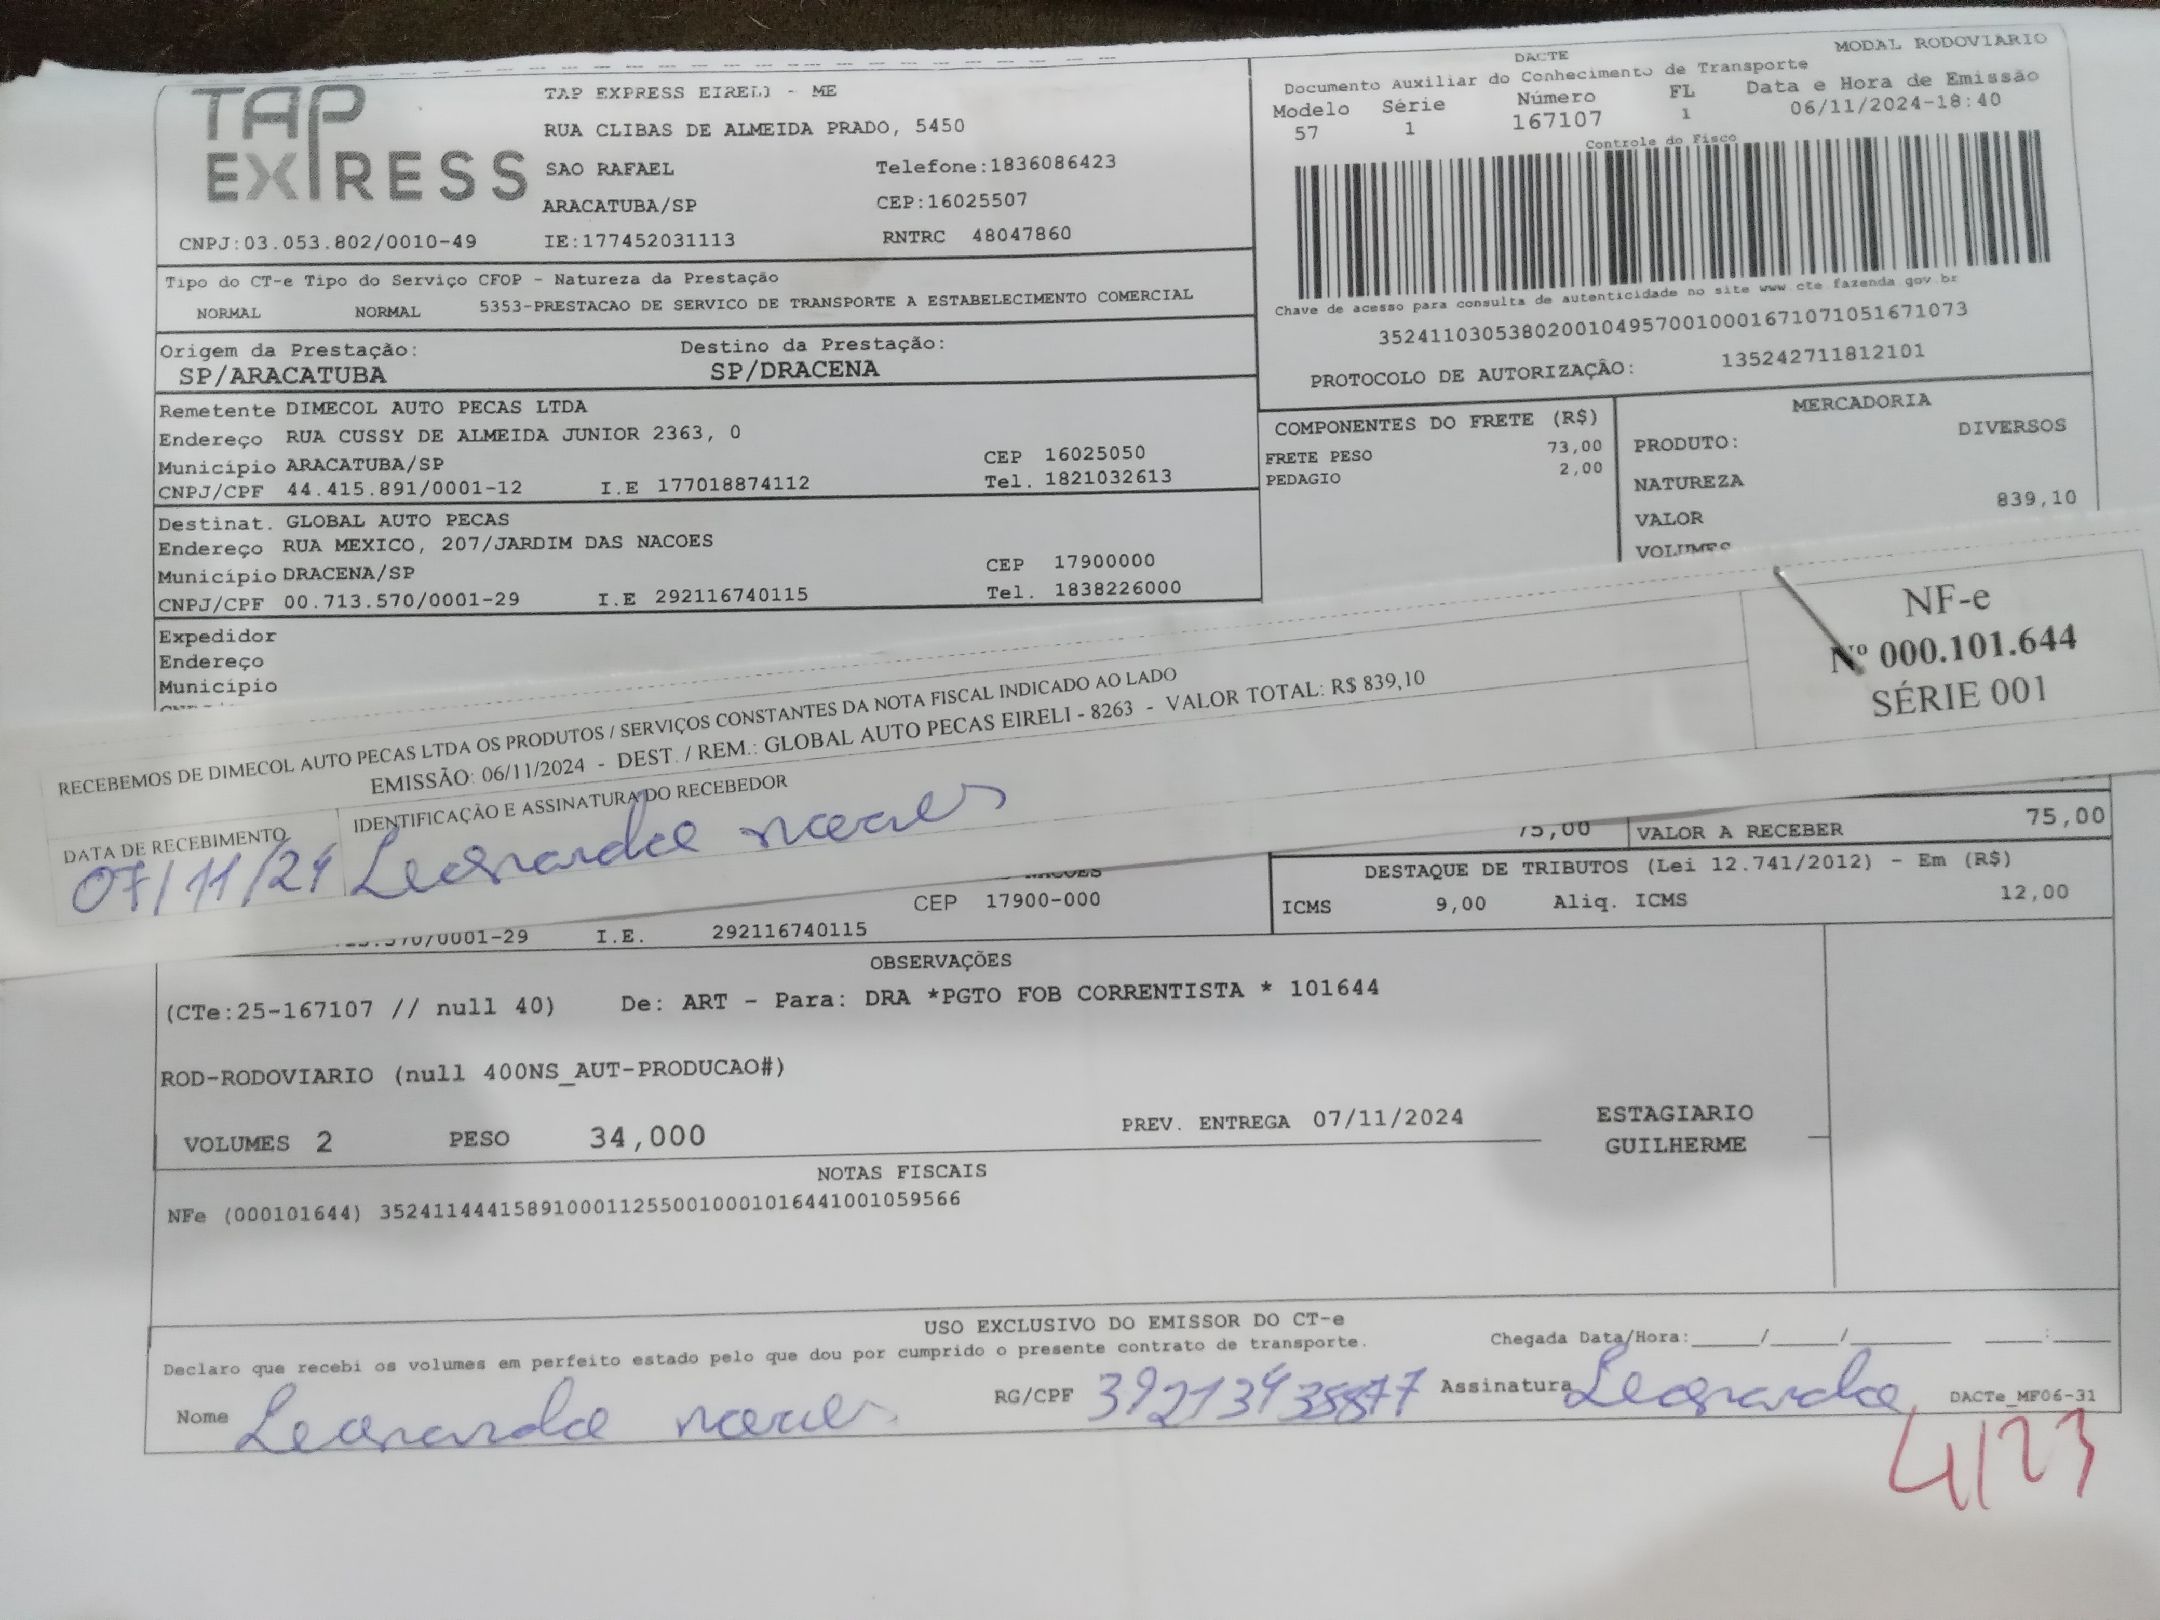 TAP EXPRESS
TAP EXPRESS EIRELI - ME
RUA CLIBAS DE ALMEIDA PRADO, 5450
SAO RAFAEL Telefone:1836086423
ARACATUBA/SP CEP:16025507
CNPJ:03.053.802/0010-49 IE:177452031113 RNTRC 48047860
DACTE MODAL RODOVIARIO
Documento Auxiliar do Conhecimento de Transporte
Modelo Série Número FL Data e Hora de Emissão
57 1 167107 1 06/11/2024-18:40
Controle do Fisco
Chave de acesso para consulta de autenticidade no site www.cte.fazenda.gov.br
35241103053802001049570010001671071051671073
PROTOCOLO DE AUTORIZAÇÃO: 135242711812101
Tipo do CT-e Tipo do Serviço CFOP - Natureza da Prestação
NORMAL NORMAL 5353-PRESTACAO DE SERVICO DE TRANSPORTE A ESTABELECIMENTO COMERCIAL
Origem da Prestação: Destino da Prestação:
SP/ARACATUBA SP/DRACENA
Remetente DIMECOL AUTO PECAS LTDA
Endereço RUA CUSSY DE ALMEIDA JUNIOR 2363, 0
Município ARACATUBA/SP CEP 16025050
CNPJ/CPF 44.415.891/0001-12 I.E 177018874112 Tel. 1821032613
Destinat. GLOBAL AUTO PECAS
Endereço RUA MEXICO, 207/JARDIM DAS NACOES
Município DRACENA/SP CEP 17900000
CNPJ/CPF 00.713.570/0001-29 I.E 292116740115 Tel. 1838226000
Expedidor
Endereço
Município
COMPONENTES DO FRETE (R$)
FRETE PESO 73,00
PEDAGIO 2,00
MERCADORIA
PRODUTO: DIVERSOS
NATUREZA
VALOR 839,10
VOLUMES
RECEBEMOS DE DIMECOL AUTO PECAS LTDA OS PRODUTOS / SERVIÇOS CONSTANTES DA NOTA FISCAL INDICADO AO LADO
EMISSÃO: 06/11/2024 - DEST. / REM.: GLOBAL AUTO PECAS EIRELI - 8263 - VALOR TOTAL: R$ 839,10
DATA DE RECEBIMENTO IDENTIFICAÇÃO E ASSINATURA DO RECEBEDOR
07/11/24 Leonardo
NF-e
Nº 000.101.644
SÉRIE 001
75,00 VALOR A RECEBER 75,00
DESTAQUE DE TRIBUTOS (Lei 12.741/2012) - Em (R$)
ICMS 9,00 Aliq. ICMS 12,00
CEP 17900-000
/0001-29 I.E. 292116740115
OBSERVAÇÕES
(CTe:25-167107 // null 40) De: ART - Para: DRA *PGTO FOB CORRENTISTA * 101644
ROD-RODOVIARIO (null 400NS_AUT-PRODUCAO#)
VOLUMES 2 PESO 34,000 PREV. ENTREGA 07/11/2024
ESTAGIARIO
GUILHERME
NOTAS FISCAIS
NFe (000101644) 35241144415891000112550010001016441001059566
USO EXCLUSIVO DO EMISSOR DO CT-e
Declaro que recebi os volumes em perfeito estado pelo que dou por cumprido o presente contrato de transporte. Chegada Data/Hora:____/____/______ ___:____
Nome Leonardo RG/CPF Assinatura Leonardo DACTe_MF06-31
4/23